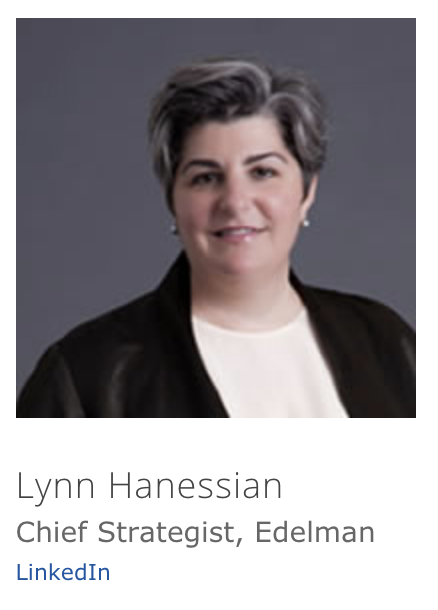 Lynn Hanessian
Chief Strategist, Edelman
LinkedIn